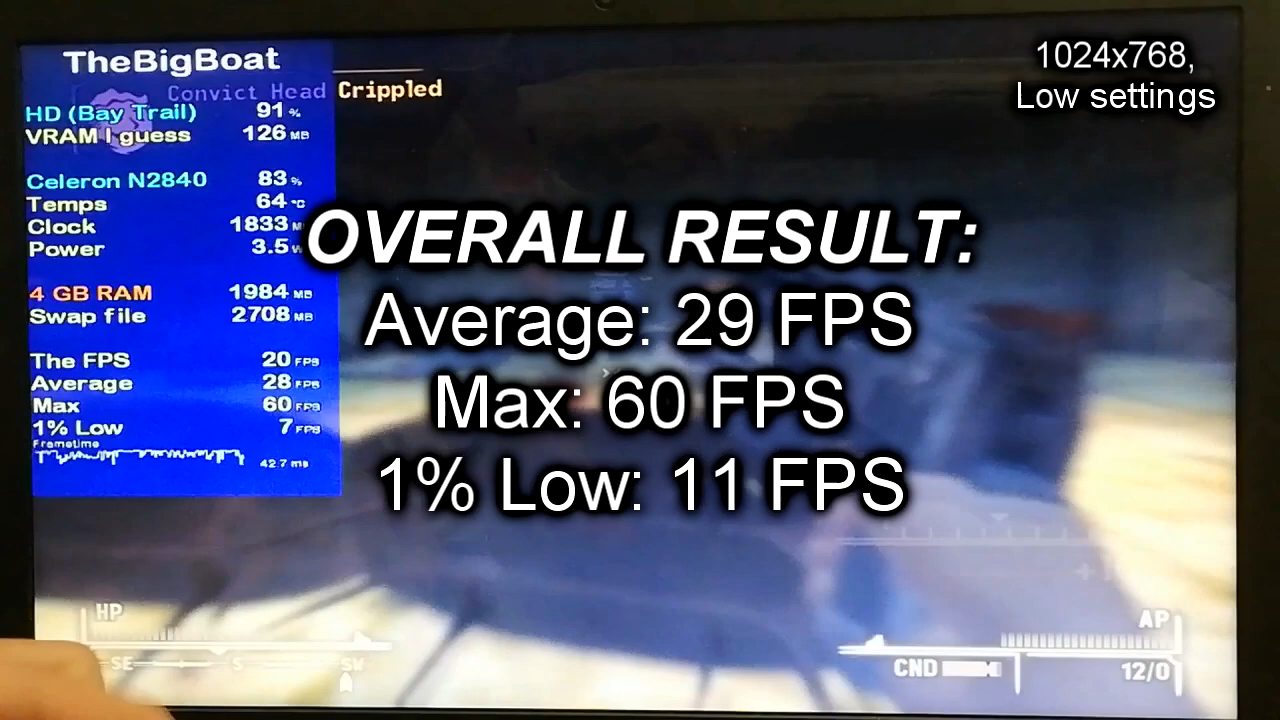 TheBigBoat
Convict Head Crippled
HD (Bay Trail) 91 %
VRAM I guess 126 MB
Celeron N2840 83 %
Temps 64 °C
Clock 1833
Power 3.5 W
4 GB RAM 1984 MB
Swap file 2708 MB
The FPS 20 FPS
Average 28 FPS
Max 60 FPS
1% Low 7 FPS
Frametime
42.7 ms
1024x768,
Low settings
OVERALL RESULT:
Average: 29 FPS
Max: 60 FPS
1% Low: 11 FPS
HP
SE S SW
AP
CND 12/0